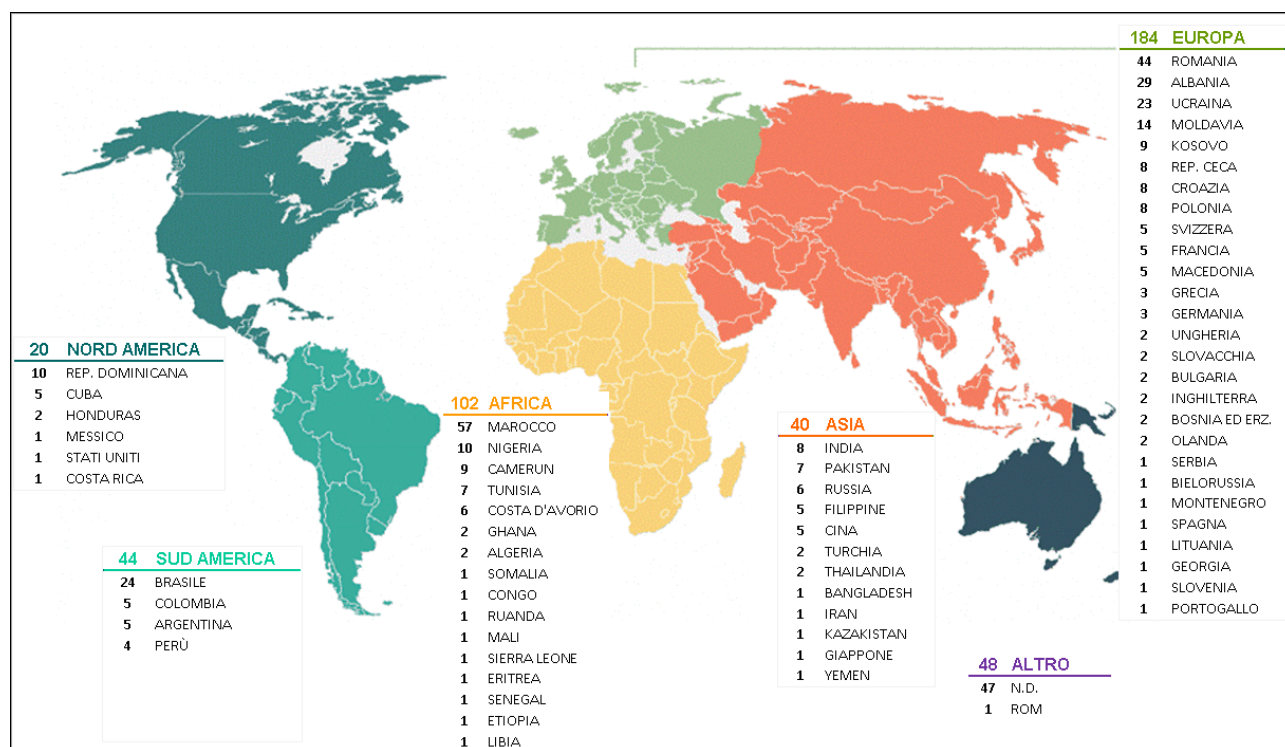 184 EUROPA
44 ROMANIA
29 ALBANIA
23 UCRAINA
14 MOLDAVIA
9 KOSOVO
8 REP. CECA
8 CROAZIA
8 POLONIA
5 SVIZZERA
5 FRANCIA
5 MACEDONIA
3 GRECIA
3 GERMANIA
2 UNGHERIA
2 SLOVACCHIA
2 BULGARIA
2 INGHILTERRA
2 BOSNIA ED ERZ.
2 OLANDA
1 SERBIA
1 BIELORUSSIA
1 MONTENEGRO
1 SPAGNA
1 LITUANIA
1 GEORGIA
1 SLOVENIA
1 PORTOGALLO
20 NORD AMERICA
10 REP. DOMINICANA
5 CUBA
2 HONDURAS
1 MESSICO
1 STATI UNITI
1 COSTA RICA
44 SUD AMERICA
24 BRASILE
5 COLOMBIA
5 ARGENTINA
4 PERÙ
102 AFRICA
57 MAROCCO
10 NIGERIA
9 CAMERUN
7 TUNISIA
6 COSTA D'AVORIO
2 GHANA
2 ALGERIA
1 SOMALIA
1 CONGO
1 RUANDA
1 MALI
1 SIERRA LEONE
1 ERITREA
1 SENEGAL
1 ETIOPIA
1 LIBIA
40 ASIA
8 INDIA
7 PAKISTAN
6 RUSSIA
5 FILIPPINE
5 CINA
2 TURCHIA
2 THAILANDIA
1 BANGLADESH
1 IRAN
1 KAZAKISTAN
1 GIAPPONE
1 YEMEN
48 ALTRO
47 N.D.
1 ROM